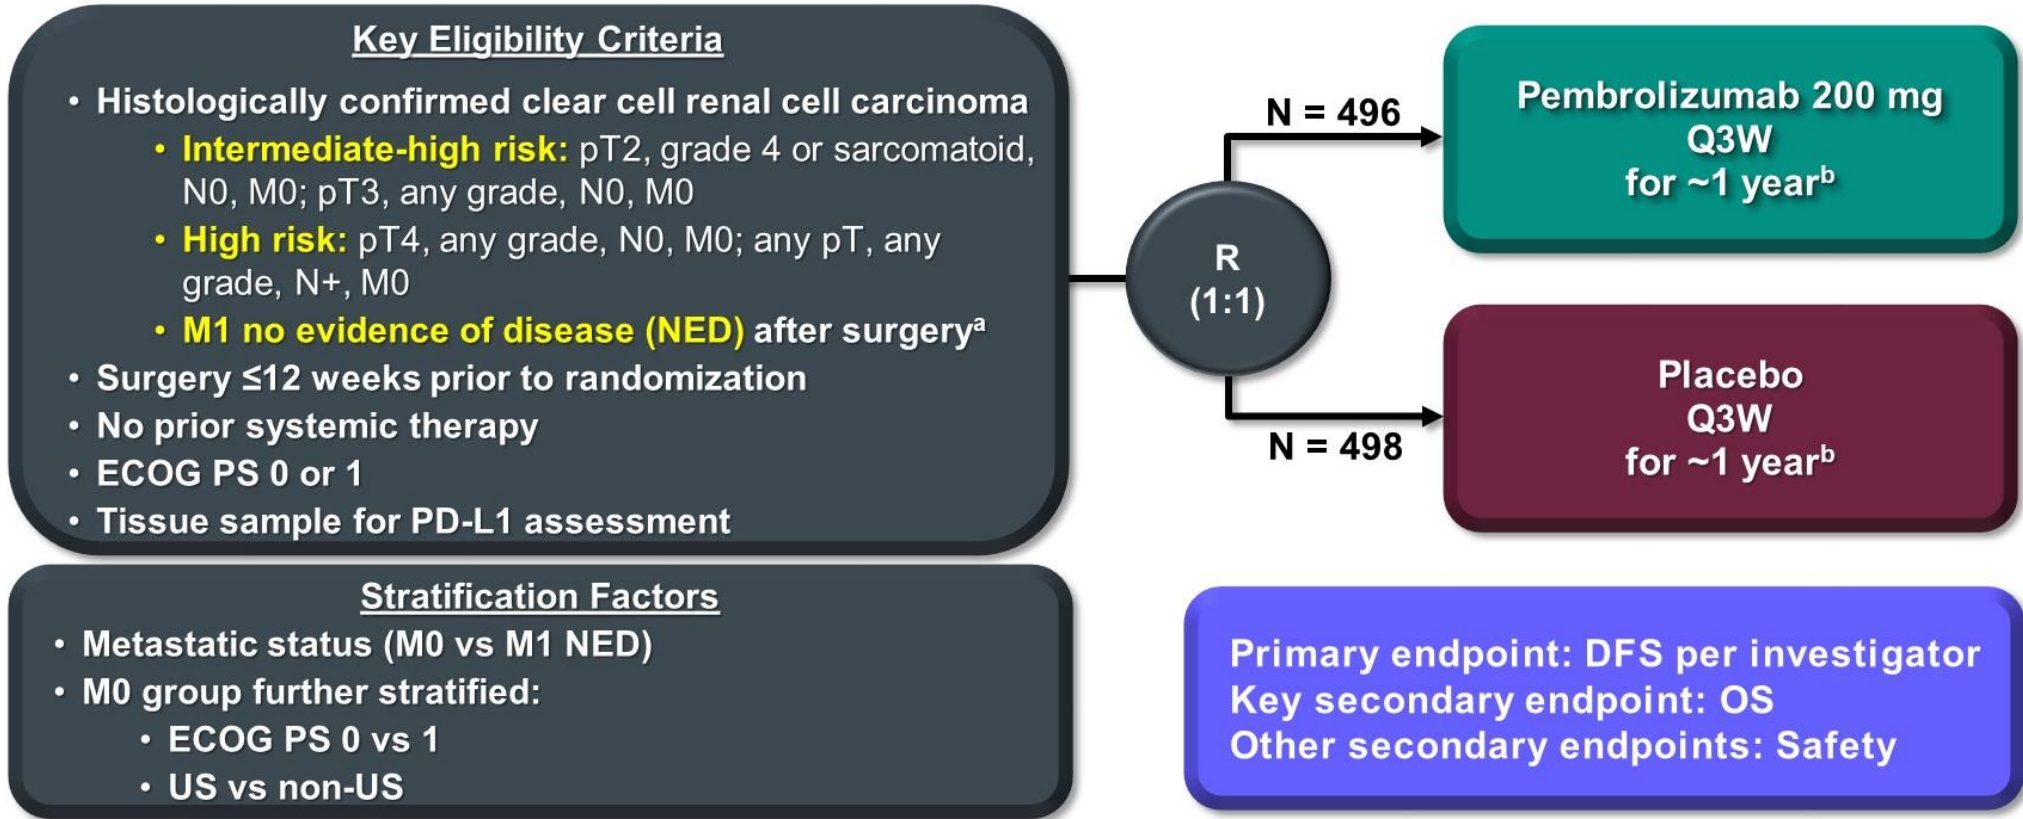 Key Eligibility Criteria
• Histologically confirmed clear cell renal cell carcinoma
• Intermediate-high risk: pT2, grade 4 or sarcomatoid,
N0, M0; pT3, any grade, N0, M0
• High risk: pT4, any grade, N0, M0; any pT, any
grade, N+, M0
• M1 no evidence of disease (NED) after surgeryᵃ
• Surgery ≤12 weeks prior to randomization
• No prior systemic therapy
• ECOG PS 0 or 1
• Tissue sample for PD-L1 assessment
Stratification Factors
• Metastatic status (M0 vs M1 NED)
• M0 group further stratified:
• ECOG PS 0 vs 1
• US vs non-US
R
(1:1)
N = 496
Pembrolizumab 200 mg
Q3W
for ~1 yearᵇ
N = 498
Placebo
Q3W
for ~1 yearᵇ
Primary endpoint: DFS per investigator
Key secondary endpoint: OS
Other secondary endpoints: Safety